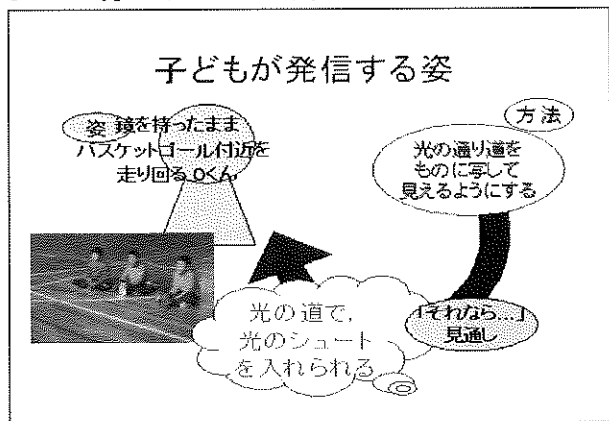 子どもが発信する姿
姿
鏡を持ったまま
バスケットゴール付近を
走り回るOくん
方法
光の通り道を
ものに写して
見えるようにする
光の道で,
光のシュート
を入れられる
「それなら…」
見通し